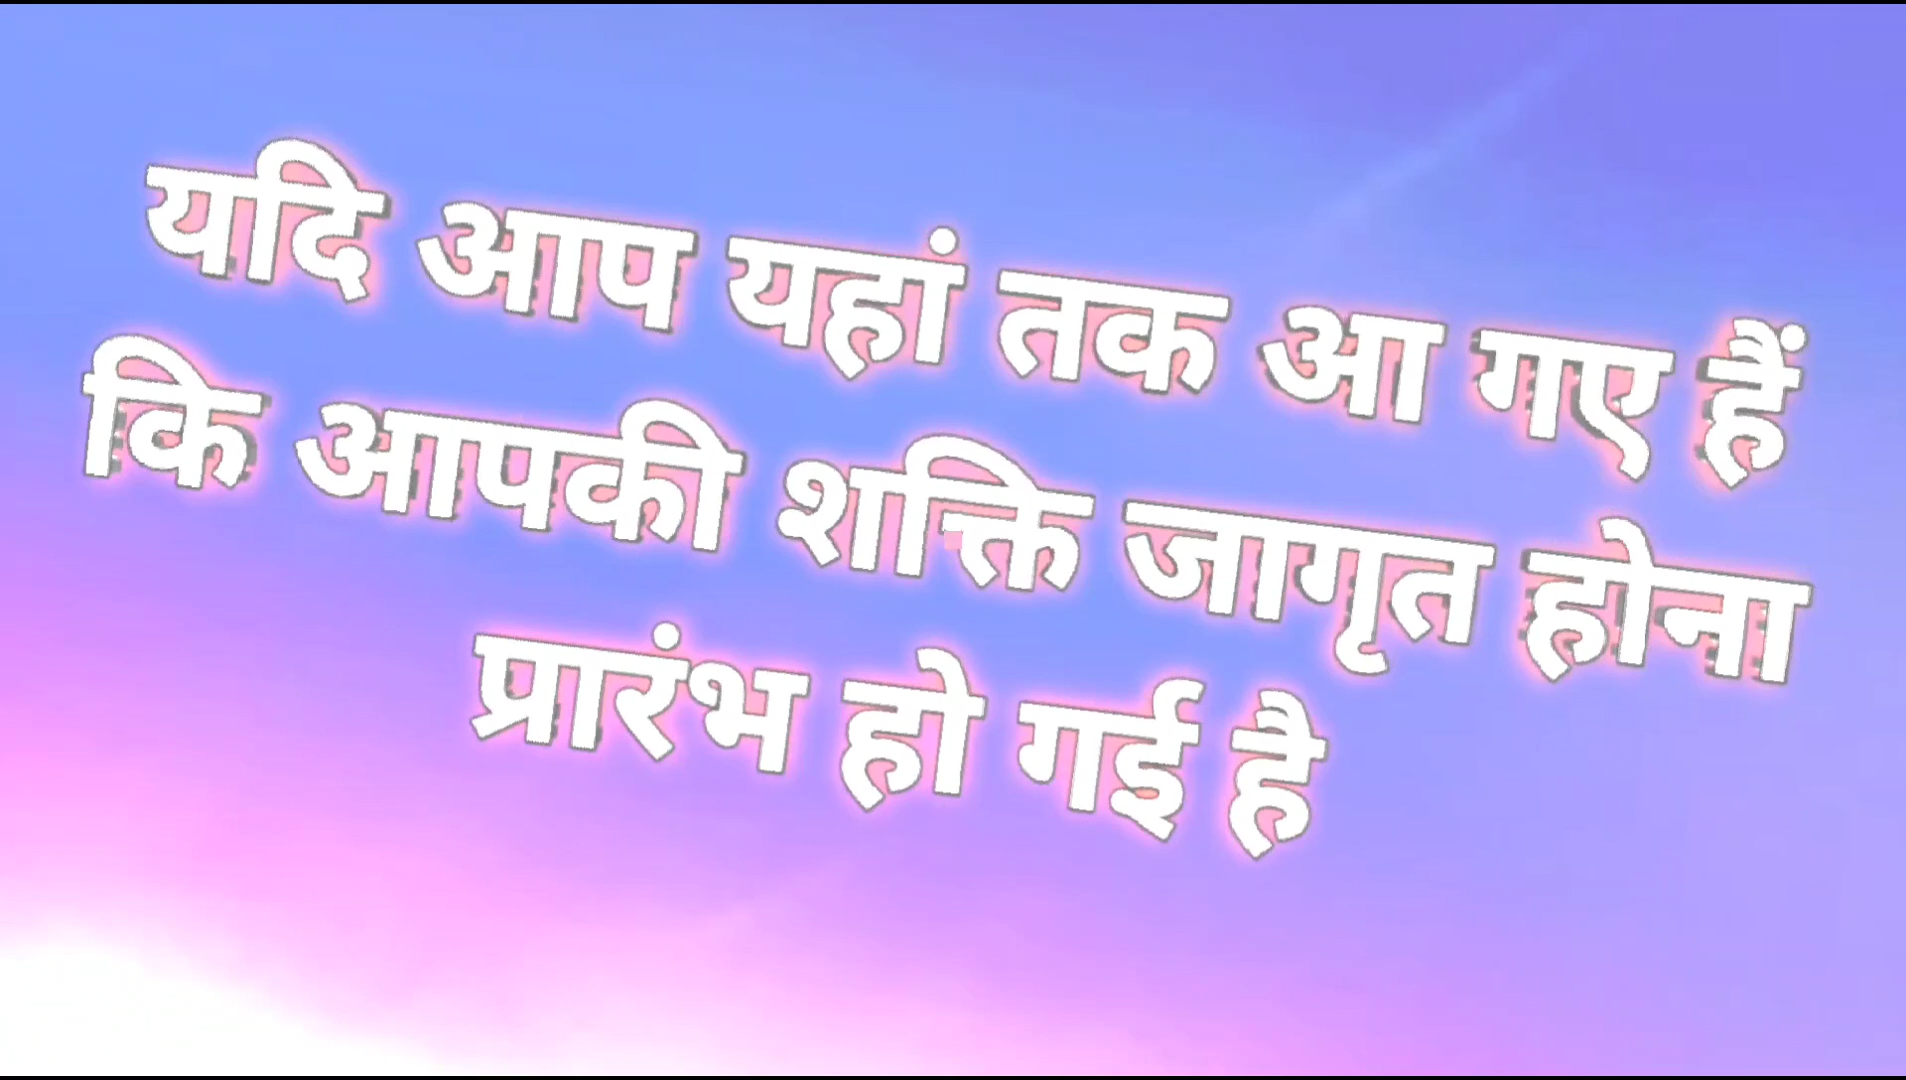 यदि आप यहां तक आ गए हैं
कि आपकी शक्ति जागृत होना
प्रारंभ हो गई है